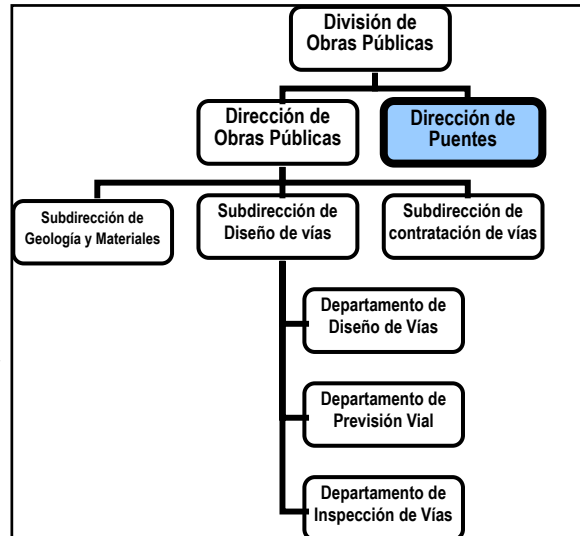 División de
Obras Públicas
Dirección de
Obras Públicas
Dirección de
Puentes
Subdirección de
Geología y Materiales
Subdirección de
Diseño de vías
Subdirección de
contratación de vías
Departamento de
Diseño de Vías
Departamento de
Previsión Vial
Departamento de
Inspección de Vías